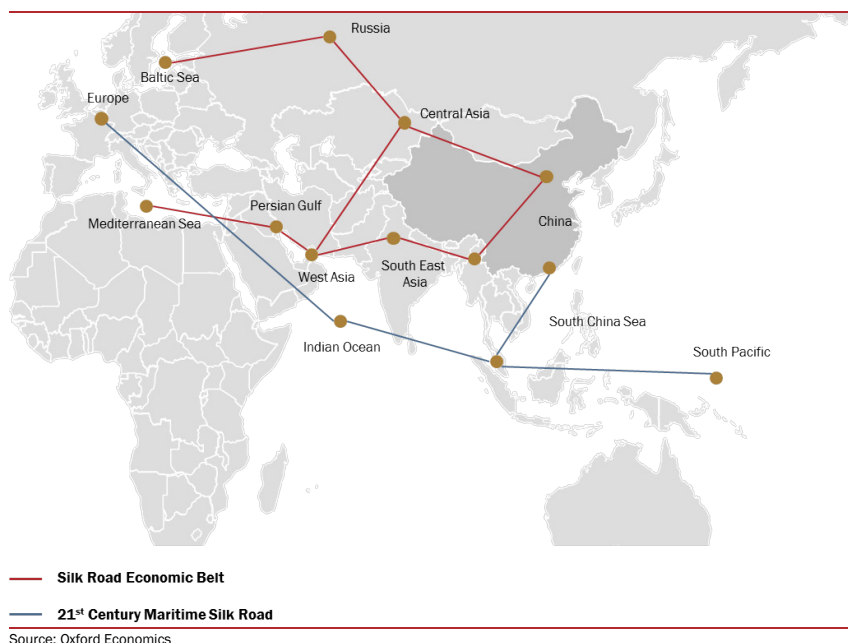 Russia
Baltic Sea
Europe
Central Asia
Persian Gulf
Mediterranean Sea
China
West Asia
South East
Asia
South China Sea
Indian Ocean
South Pacific
Silk Road Economic Belt
21st Century Maritime Silk Road
Source: Oxford Economics